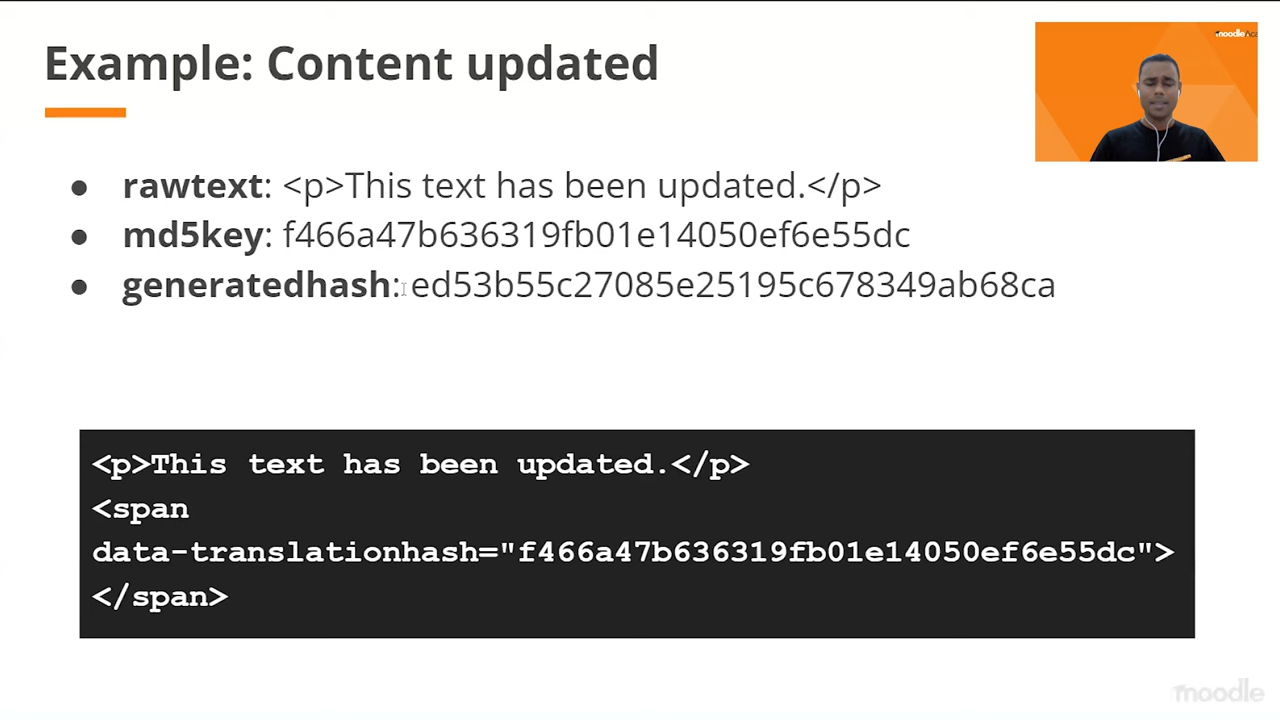 Example: Content updated
moodle
● rawtext: <p>This text has been updated.</p>
● md5key: f466a47b636319fb01e14050ef6e55dc
● generatedhash: ed53b55c27085e25195c678349ab68ca
<p>This text has been updated.</p>
<span
data-translationhash="f466a47b636319fb01e14050ef6e55dc">
</span>
moodle